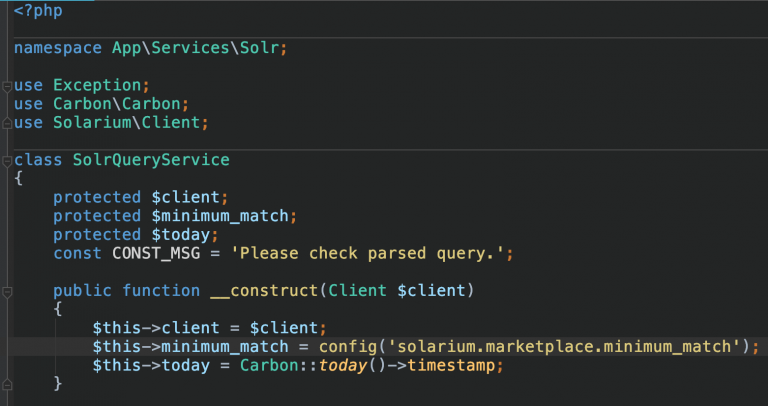 <?php
namespace App\Services\Solr;
use Exception;
use Carbon\Carbon;
use Solarium\Client;
class SolrQueryService
{
protected $client;
protected $minimum_match;
protected $today;
const CONST_MSG = 'Please check parsed query.';
public function __construct(Client $client)
{
$this->client = $client;
$this->minimum_match = config('solarium.marketplace.minimum_match');
$this->today = Carbon::today()->timestamp;
}